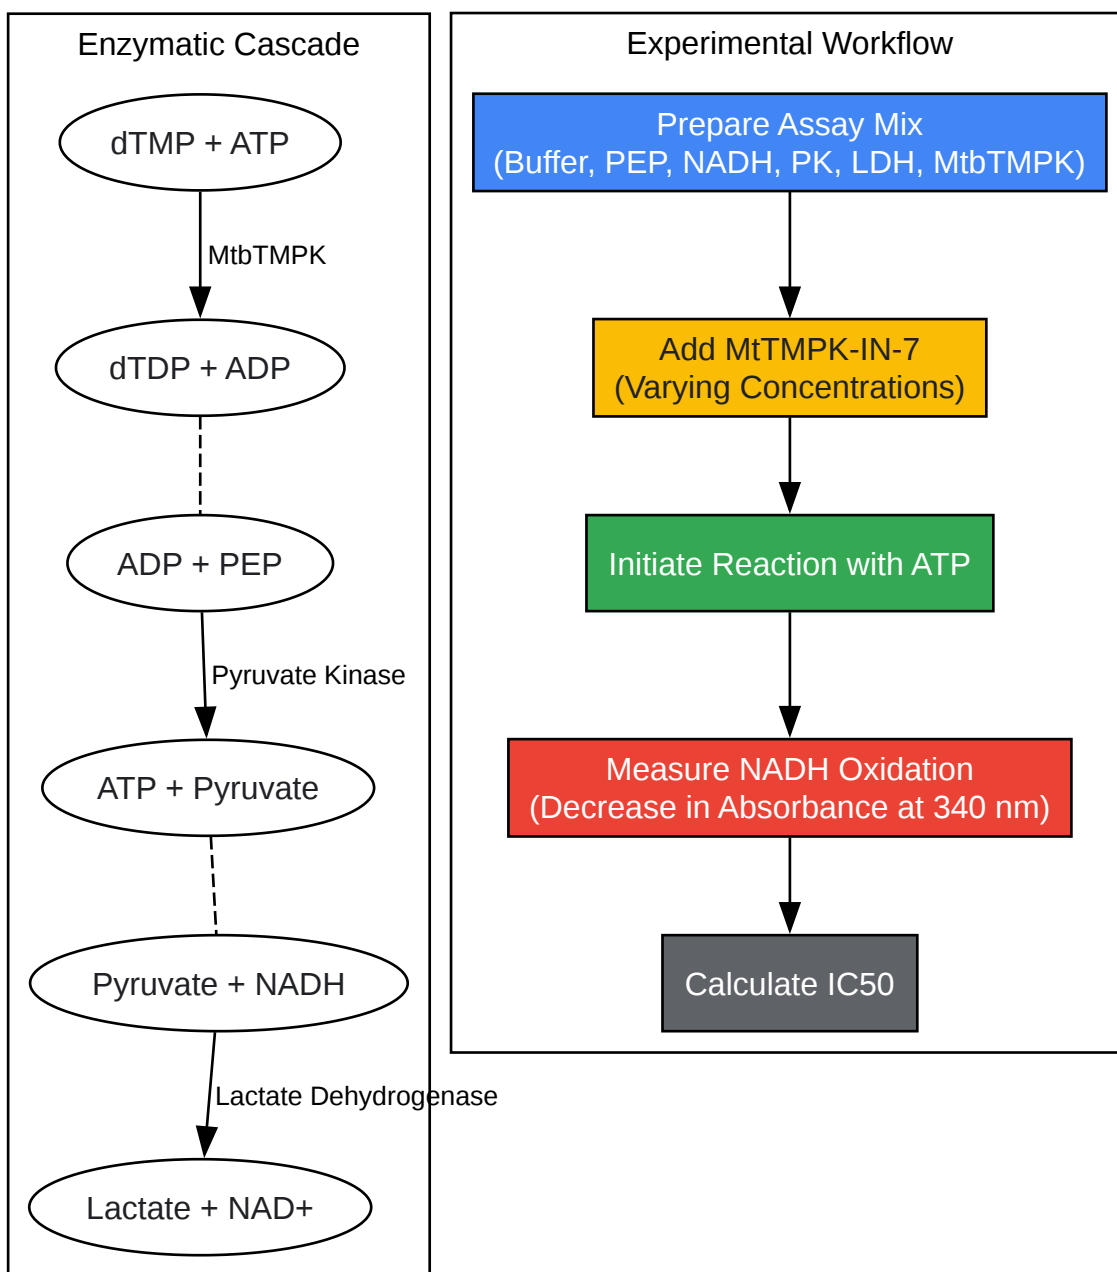 Enzymatic Cascade
dTMP + ATP
MtbTMPK
dTDP + ADP
ADP + PEP
Pyruvate Kinase
ATP + Pyruvate
Pyruvate + NADH
Lactate Dehydrogenase
Lactate + NAD+
Experimental Workflow
Prepare Assay Mix
(Buffer, PEP, NADH, PK, LDH, MtbTMPK)
Add MtTMPK-IN-7
(Varying Concentrations)
Initiate Reaction with ATP
Measure NADH Oxidation
(Decrease in Absorbance at 340 nm)
Calculate IC50